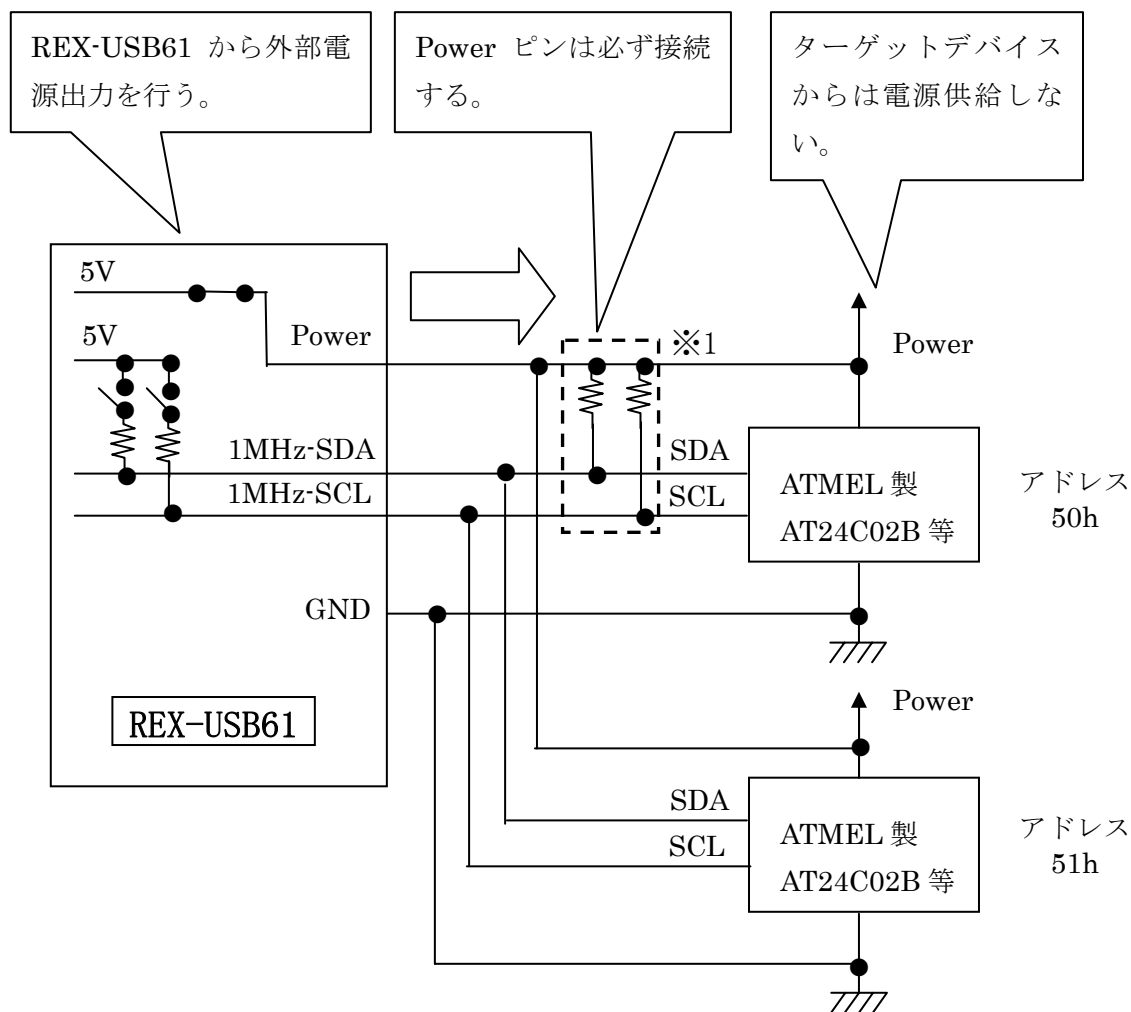 REX-USB61 から外部電
源出力を行う。
Power ピンは必ず接続
する。
ターゲットデバイス
からは電源供給しな
い。
5V
5V
Power
※1
Power
1MHz-SDA
1MHz-SCL
SDA
SCL
ATMEL 製
AT24C02B 等
アドレス
50h
GND
REX-USB61
Power
SDA
SCL
ATMEL 製
AT24C02B 等
アドレス
51h